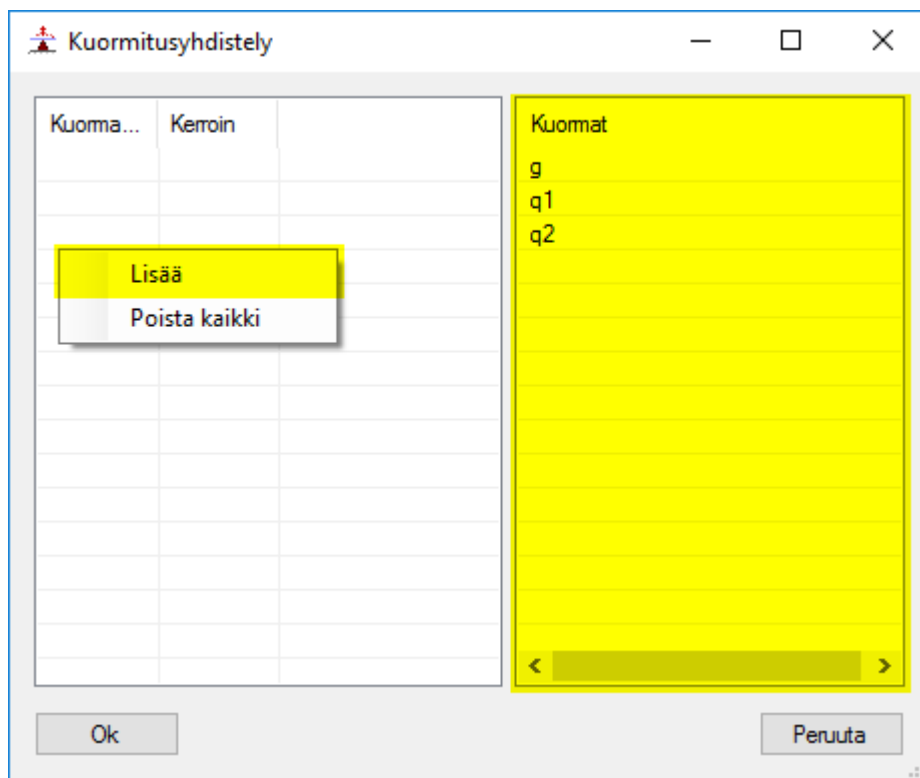 Kuormitusyhdistely
Kuorma... Kerroin
Lisää
Poista kaikki
Kuormat
g
q1
q2
Ok Peruuta